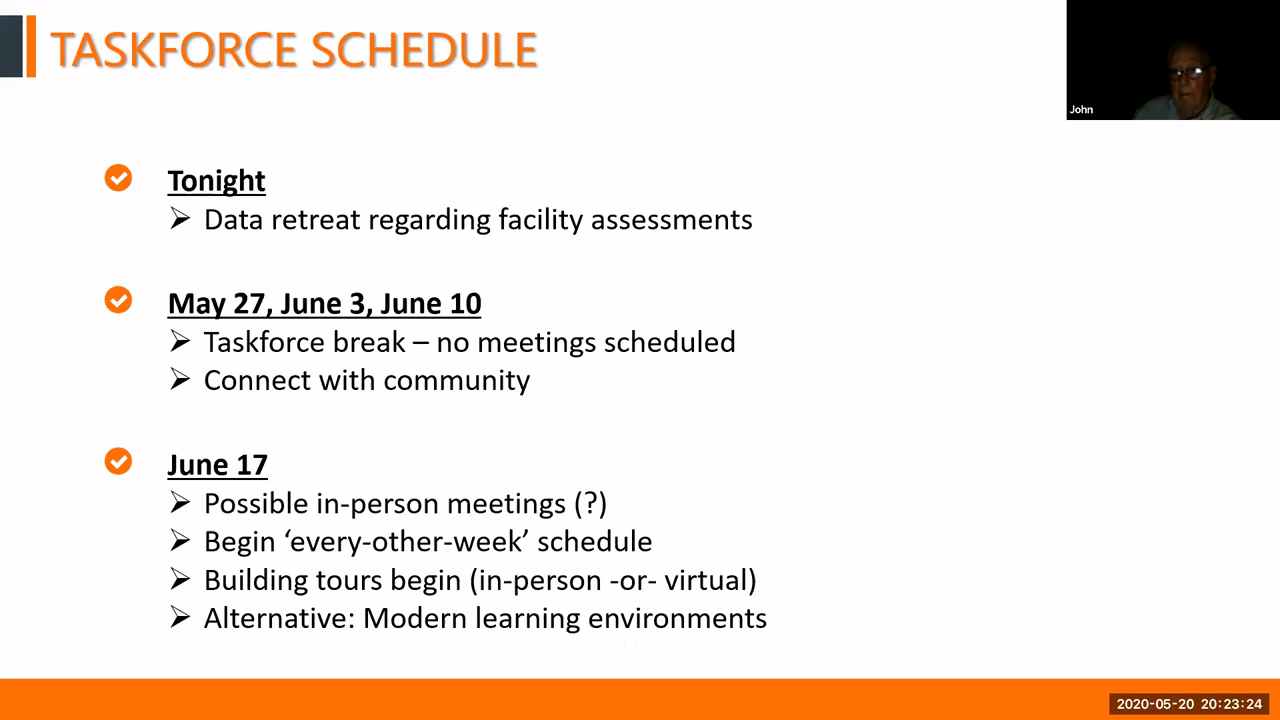 TASKFORCE SCHEDULE
John
Tonight
➢ Data retreat regarding facility assessments
May 27, June 3, June 10
➢ Taskforce break – no meetings scheduled
➢ Connect with community
June 17
➢ Possible in-person meetings (?)
➢ Begin ‘every-other-week’ schedule
➢ Building tours begin (in-person -or- virtual)
➢ Alternative: Modern learning environments
2020-05-20 20:23:24